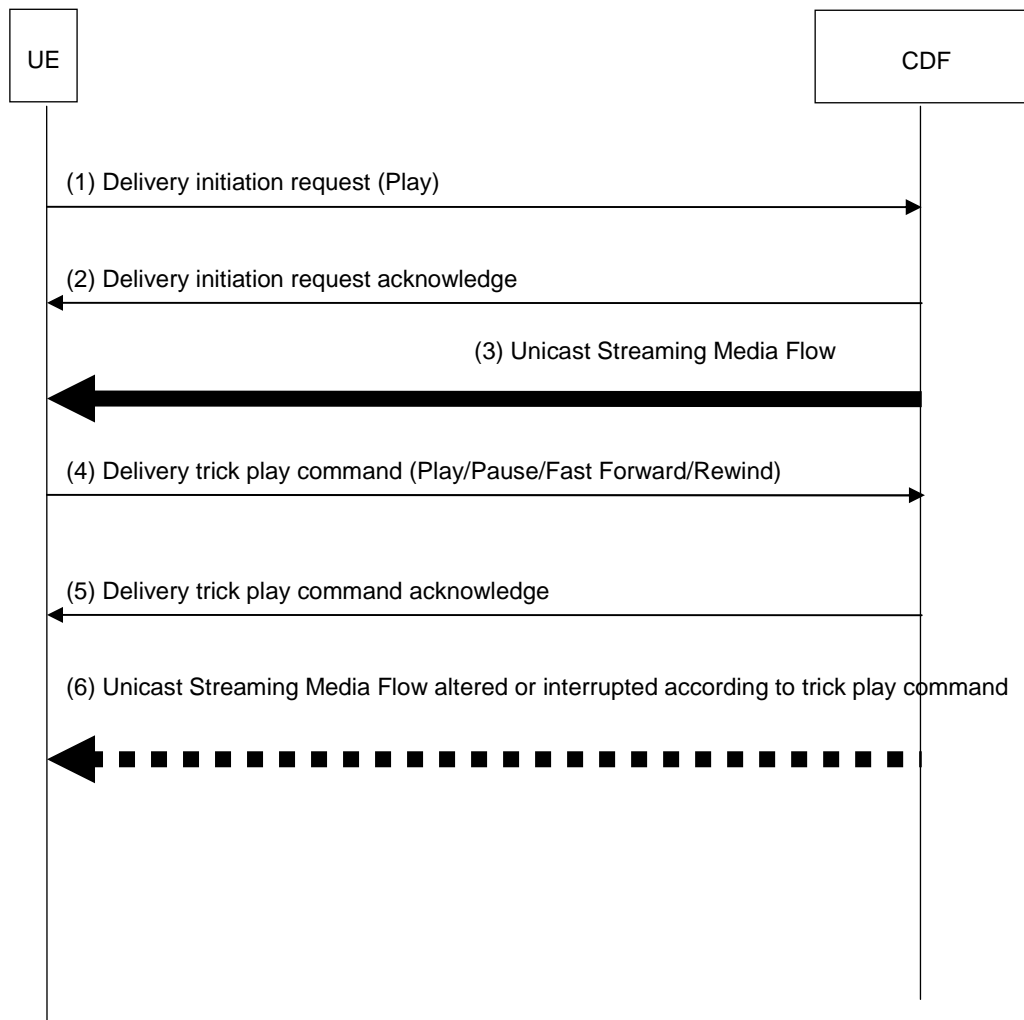 UE
CDF
(1) Delivery initiation request (Play)
(2) Delivery initiation request acknowledge
(3) Unicast Streaming Media Flow
(4) Delivery trick play command (Play/Pause/Fast Forward/Rewind)
(5) Delivery trick play command acknowledge
(6) Unicast Streaming Media Flow altered or interrupted according to trick play command